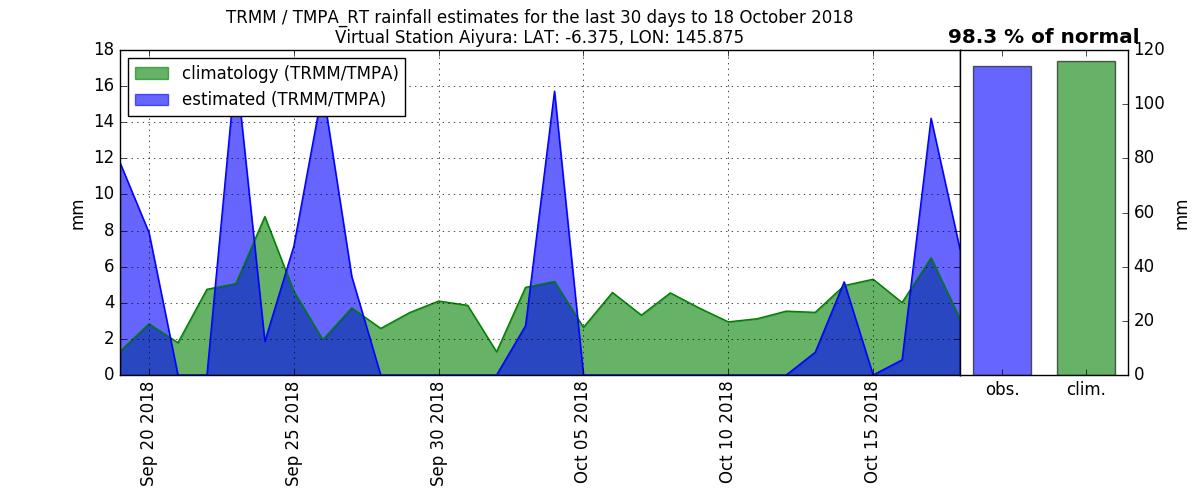 TRMM / TMPA_RT rainfall estimates for the last 30 days to 18 October 2018
Virtual Station Aiyura: LAT: -6.375, LON: 145.875
98.3 % of normal
climatology (TRMM/TMPA)
estimated (TRMM/TMPA)
mm
18
16
14
12
10
8
6
4
2
0
Sep 20 2018
Sep 25 2018
Sep 30 2018
Oct 05 2018
Oct 10 2018
Oct 15 2018
120
100
80
60
40
20
0
mm
obs.
clim.